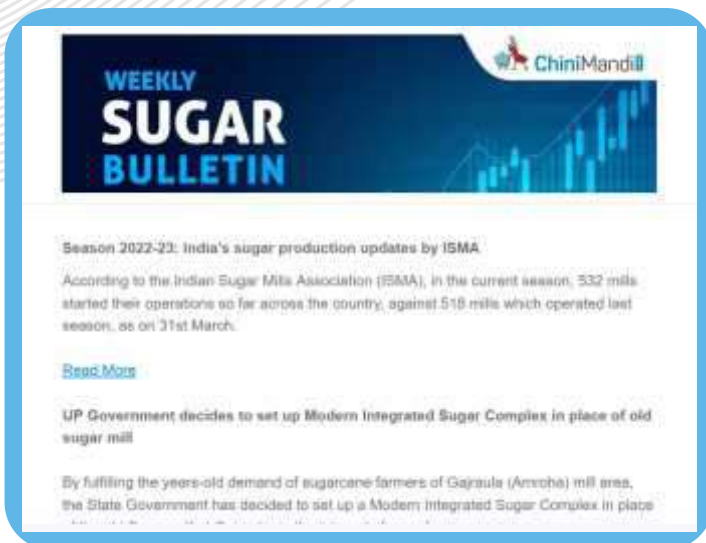 ChiniMandi
WEEKLY
SUGAR
BULLETIN
Season 2022-23: India's sugar production updates by ISMA
According to the Indian Sugar Mills Association (ISMA), in the current season, 532 mills
started their operations so far across the country, against 518 mills which operated last
season, as on 31st March.
Read More
UP Government decides to set up Modern Integrated Sugar Complex in place of old
sugar mill
By fulfilling the years-old demand of sugarcane farmers of Gajraula (Amroha) mill area,
the State Government has decided to set up a Modern Integrated Sugar Complex in place